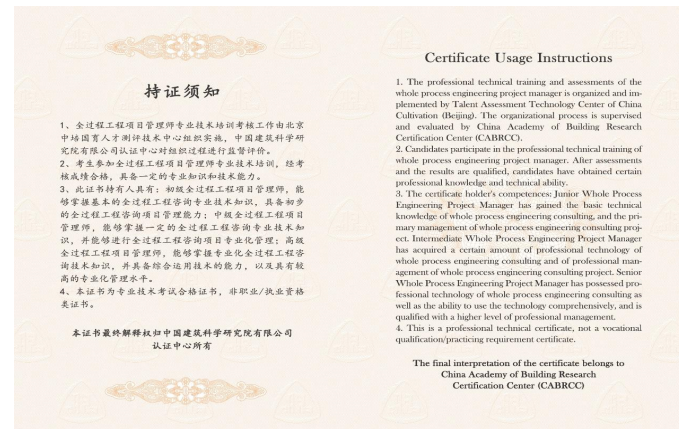 持证须知
1、全过程工程项目管理师专业技术培训考核工作由北京
中培国育人才测评技术中心组织实施，中国建筑科学研
究院有限公司认证中心对组织过程进行监督评价。
2、考生参加全过程工程项目管理师专业技术培训，经考
核成绩合格，具备一定的专业知识和技术能力。
3、此证书持有人具有：初级全过程工程项目管理师，能
够掌握基本的全过程工程咨询专业技术知识，具备初步
的全过程工程咨询项目管理能力；中级全过程工程项目
管理师，能够掌握一定的全过程工程咨询专业技术知
识，并能够进行全过程工程咨询项目专业化管理；高级
全过程工程项目管理师，能够掌握专业化全过程工程咨
询技术知识，并具备综合运用技术的能力，以及具有较
高的专业化管理水平。
4、本证书为专业技术考试合格证书，非职业/执业资格
类证书。
本证书最终解释权归中国建筑科学研究院有限公司
认证中心所有
Certificate Usage Instructions
1. The professional technical training and assessments of the
whole process engineering project manager is organized and im-
plemented by Talent Assessment Technology Center of China
Cultivation (Beijing). The organizational process is supervised
and evaluated by China Academy of Building Research
Certification Center (CABRCC).
2. Candidates participate in the professional technical training of
whole process engineering project manager. After assessments
and the results are qualified, candidates have obtained certain
professional knowledge and technical ability.
3. The certificate holder's competences: Junior Whole Process
Engineering Project Manager has gained the basic technical
knowledge of whole process engineering consulting, and the pri-
mary management of whole process engineering consulting proj-
ect. Intermediate Whole Process Engineering Project Manager
has acquired a certain amount of professional technology of
whole process engineering consulting and of professional man-
agement of whole process engineering consulting project. Senior
Whole Process Engineering Project Manager has possessed pro-
fessional technology of whole process engineering consulting as
well as the ability to use the technology comprehensively, and is
qualified with a higher level of professional management.
4. This is a professional technical certificate, not a vocational
qualification/practicing requirement certificate.
The final interpretation of the certificate belongs to
China Academy of Building Research
Certification Center (CABRCC)